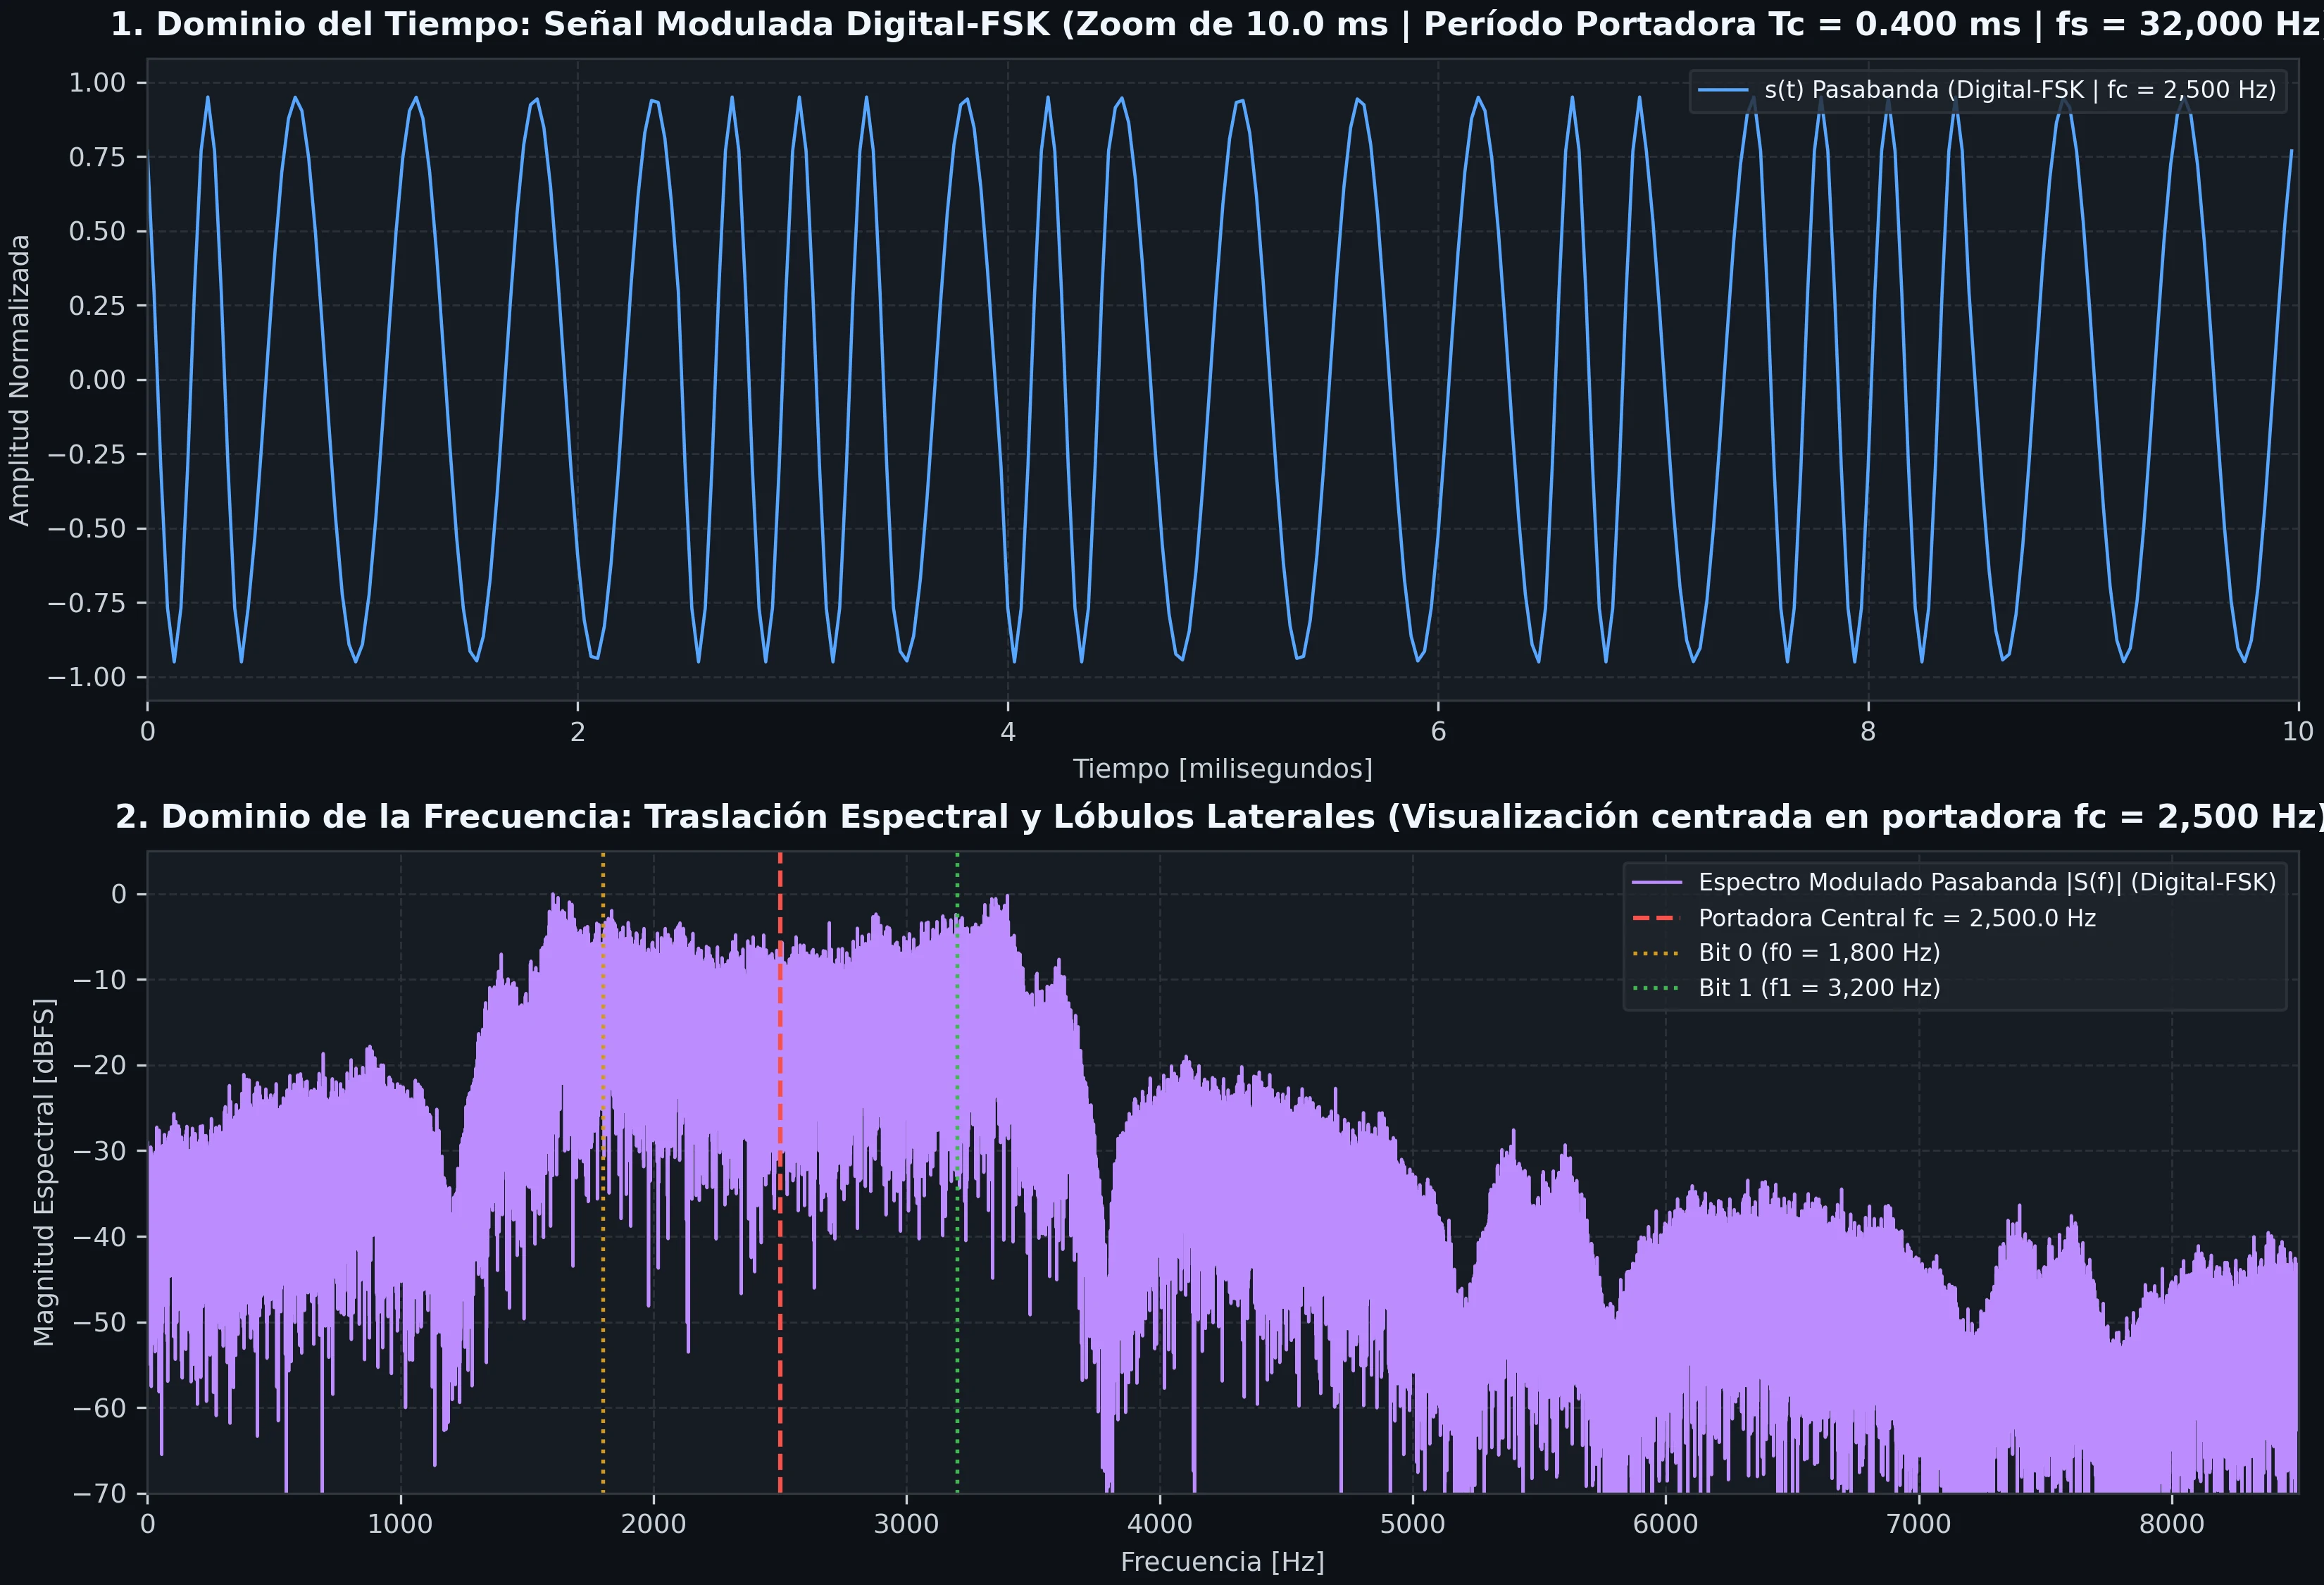 1. Dominio del Tiempo: Señal Modulada Digital-FSK (Zoom de 10.0 ms | Período Portadora Tc = 0.400 ms | fs = 32,000 Hz
s(t) Pasabanda (Digital-FSK | fc = 2,500 Hz)
Amplitud Normalizada
1.00
0.75
0.50
0.25
0.00
−0.25
−0.50
−0.75
−1.00
0 2 4 6 8 10
Tiempo [milisegundos]
2. Dominio de la Frecuencia: Traslación Espectral y Lóbulos Laterales (Visualización centrada en portadora fc = 2,500 Hz)
Espectro Modulado Pasabanda |S(f)| (Digital-FSK)
Portadora Central fc = 2,500.0 Hz
Bit 0 (f0 = 1,800 Hz)
Bit 1 (f1 = 3,200 Hz)
Magnitud Espectral [dBFS]
0
−10
−20
−30
−40
−50
−60
−70
0 1000 2000 3000 4000 5000 6000 7000 8000
Frecuencia [Hz]